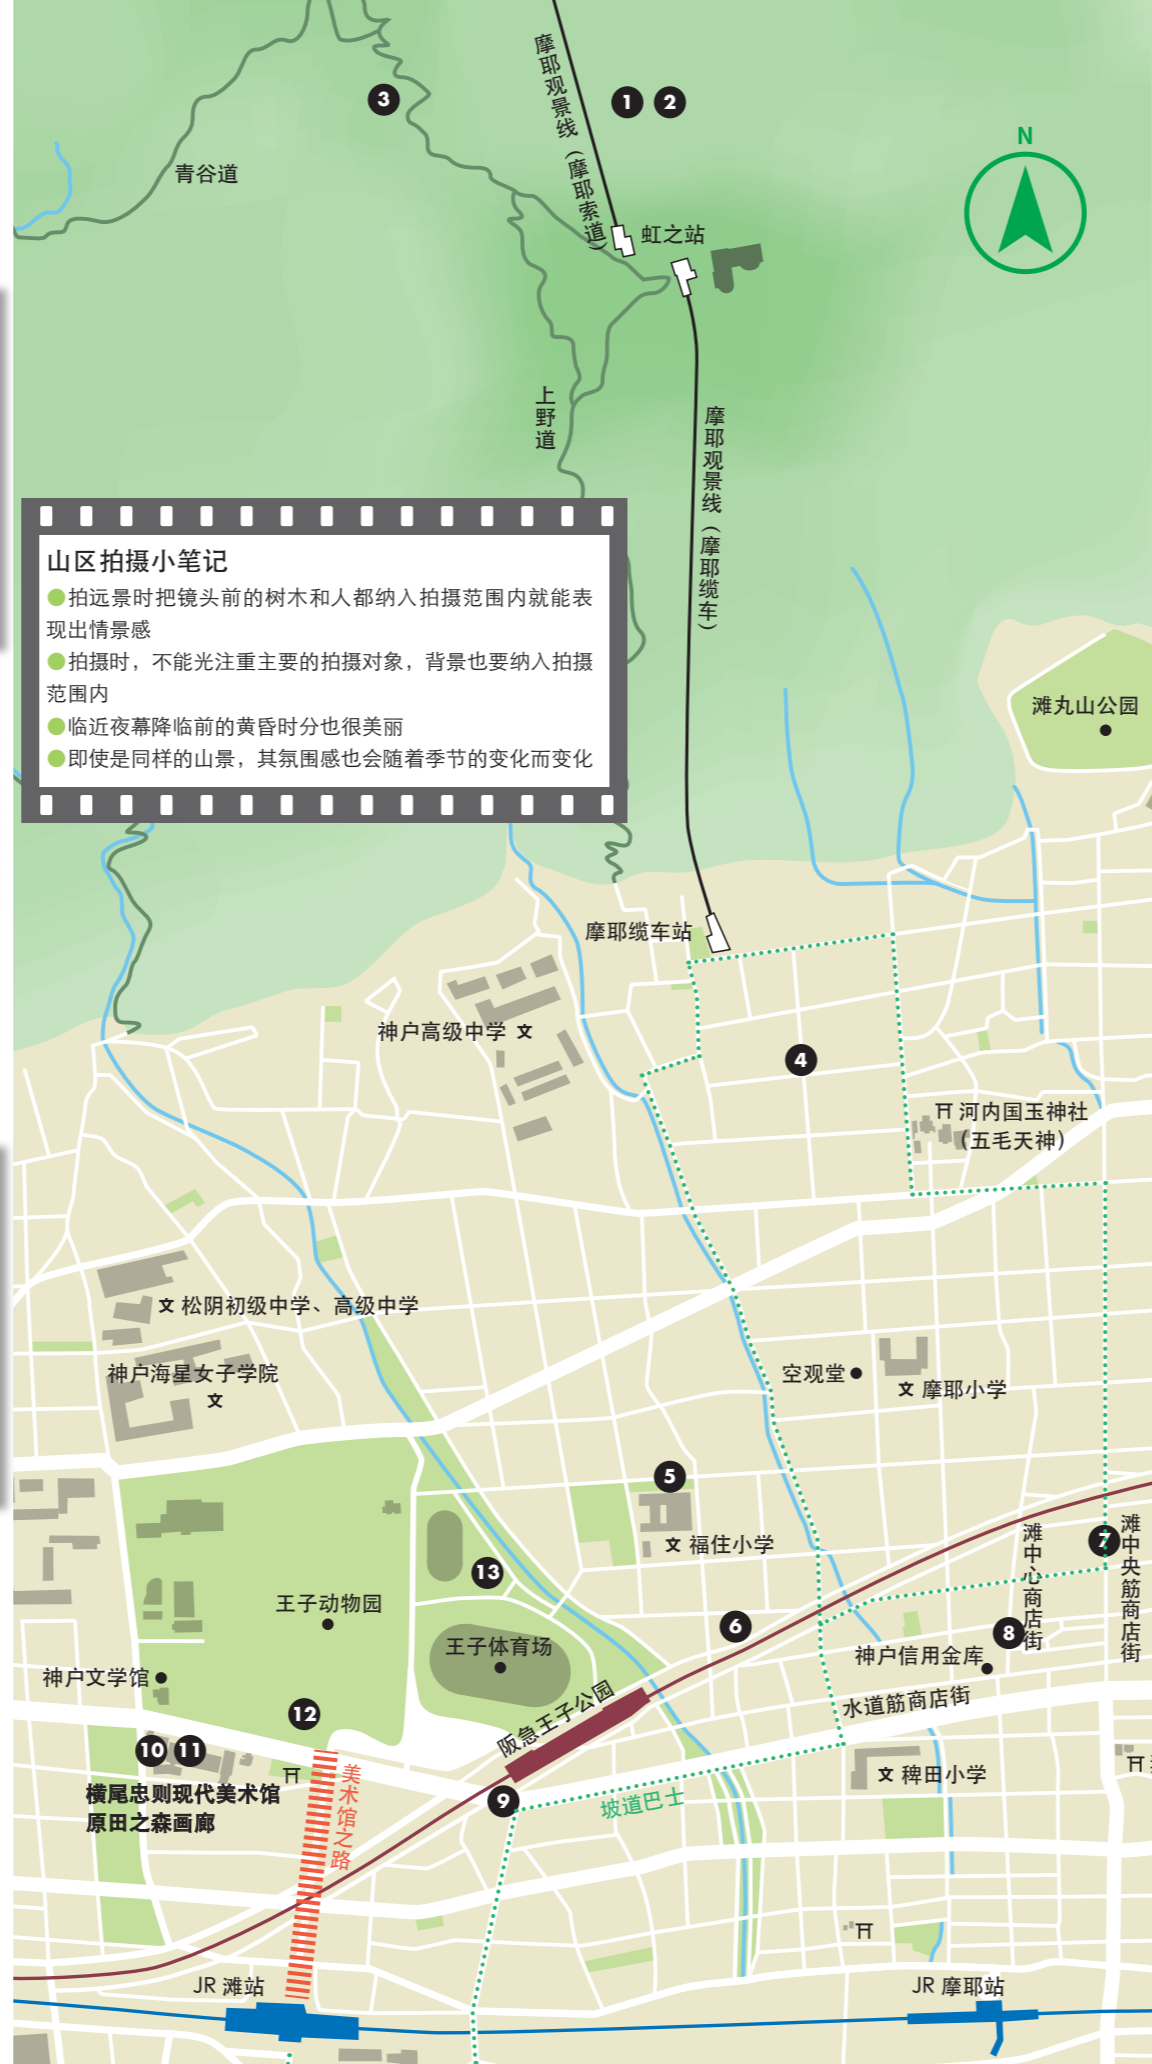 摩耶观景线（摩耶索道）
3
1
2
N
青谷道
虹之站
上野道
摩耶观景线（摩耶缆车）
山区拍摄小笔记
●拍远景时把镜头前的树木和人都纳入拍摄范围内就能表
现出情景感
●拍摄时，不能光注重主要的拍摄对象，背景也要纳入拍摄
范围内
●临近夜幕降临前的黄昏时分也很美丽
●即使是同样的山景，其氛围感也会随着季节的变化而变化
滩丸山公园
摩耶缆车站
神户高级中学 文
4
河内国玉神社
（五毛天神）
文 松阴初级中学、高级中学
神户海星女子学院
文
空观堂
文 摩耶小学
5
文 福住小学
7
滩中心商店街
滩中央筋商店街
13
王子动物园
6
8
王子体育场
神户信用金库
神户文学馆
水道筋商店街
12
阪急王子公园
10
11
横尾忠则现代美术馆
原田之森画廊
美术馆之路
9
坡道巴士
文 稗田小学
JR 滩站
JR 摩耶站